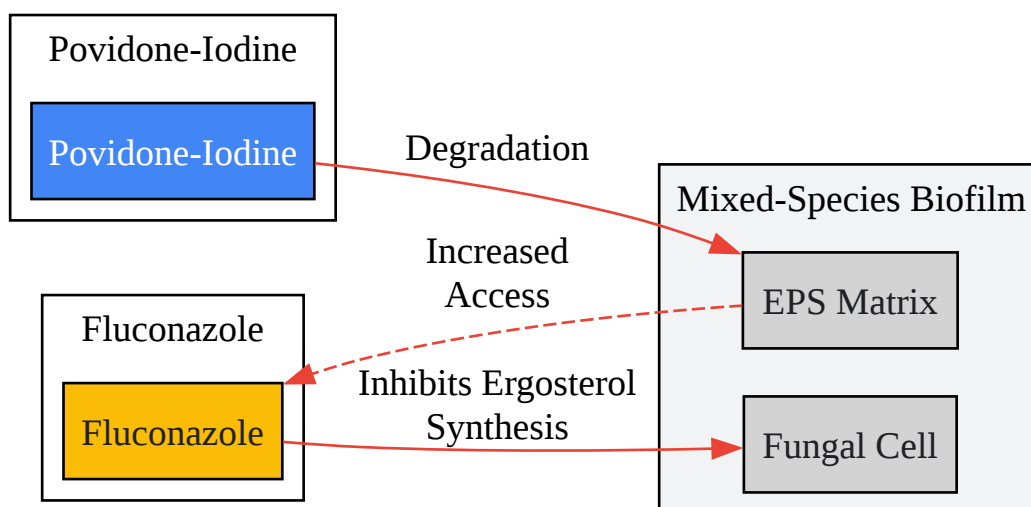 Povidone-Iodine
Povidone-Iodine
Degradation
Mixed-Species Biofilm
Increased
Access
EPS Matrix
Fluconazole
Fluconazole
Inhibits Ergosterol
Synthesis
Fungal Cell